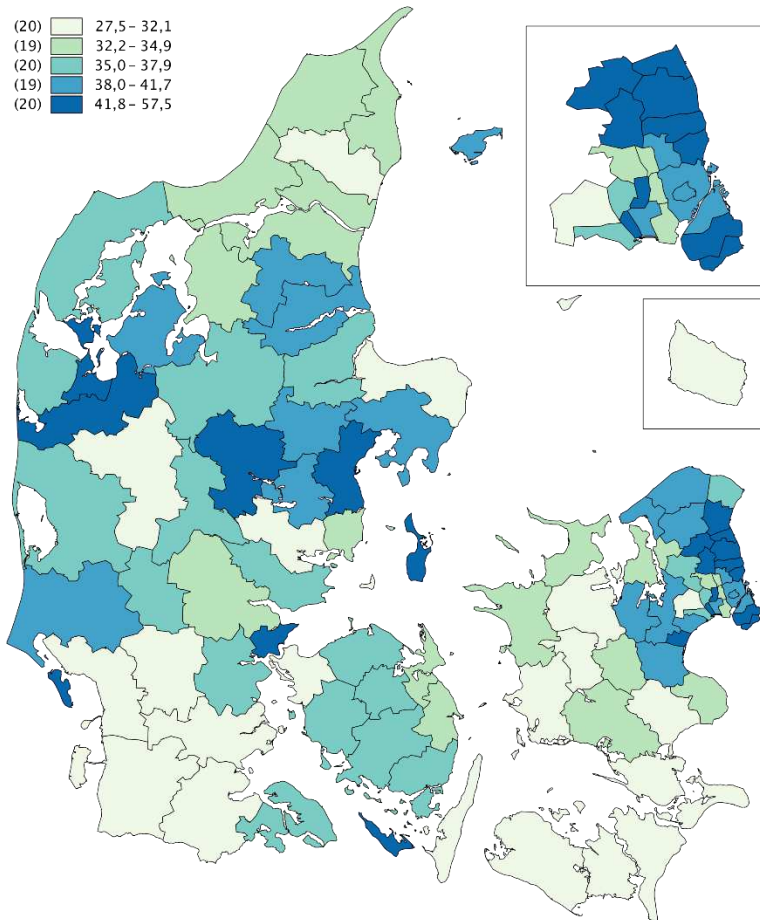 (20) 27,5– 32,1
(19) 32,2– 34,9
(20) 35,0– 37,9
(19) 38,0– 41,7
(20) 41,8– 57,5